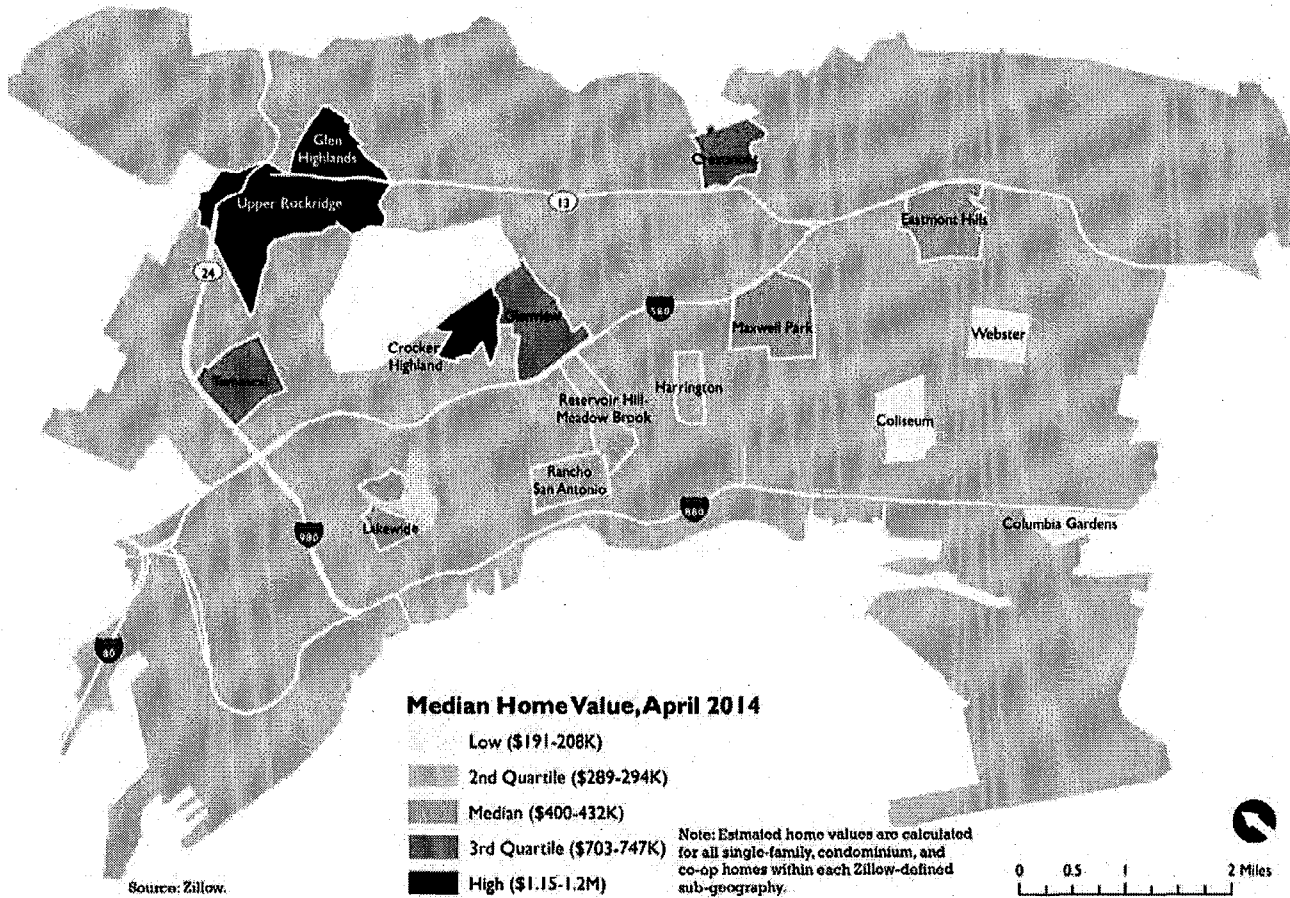 Glen
Highlands
Upper Rockridge
13
Eastmont Hills
24
580
Glenview
Maxwell Park
Webster
Crocker
Highland
Harrington
Reservoir Hill-
Meadow Brook
Coliseum
Rancho
San Antonio
880
Columbia Gardens
Lakewide
980
80
Median Home Value, April 2014
Low ($191-208K)
2nd Quartile ($289-294K)
Median ($400-432K)
3rd Quartile ($703-747K)
High ($1.15-1.2M)
Note: Estmated home values are calculated
for all single-family, condominium, and
co-op homes within each Zillow-defined
sub-geography.
0 0.5 1 2 Miles
Source: Zillow.